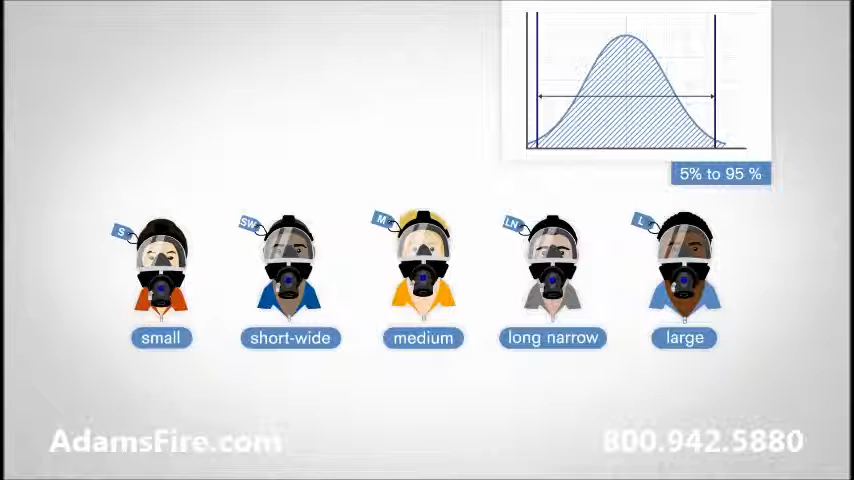 5% to 95 %
S
SW
M
LN
L
small
short-wide
medium
long narrow
large
AdamsFire.com
800.942.5880